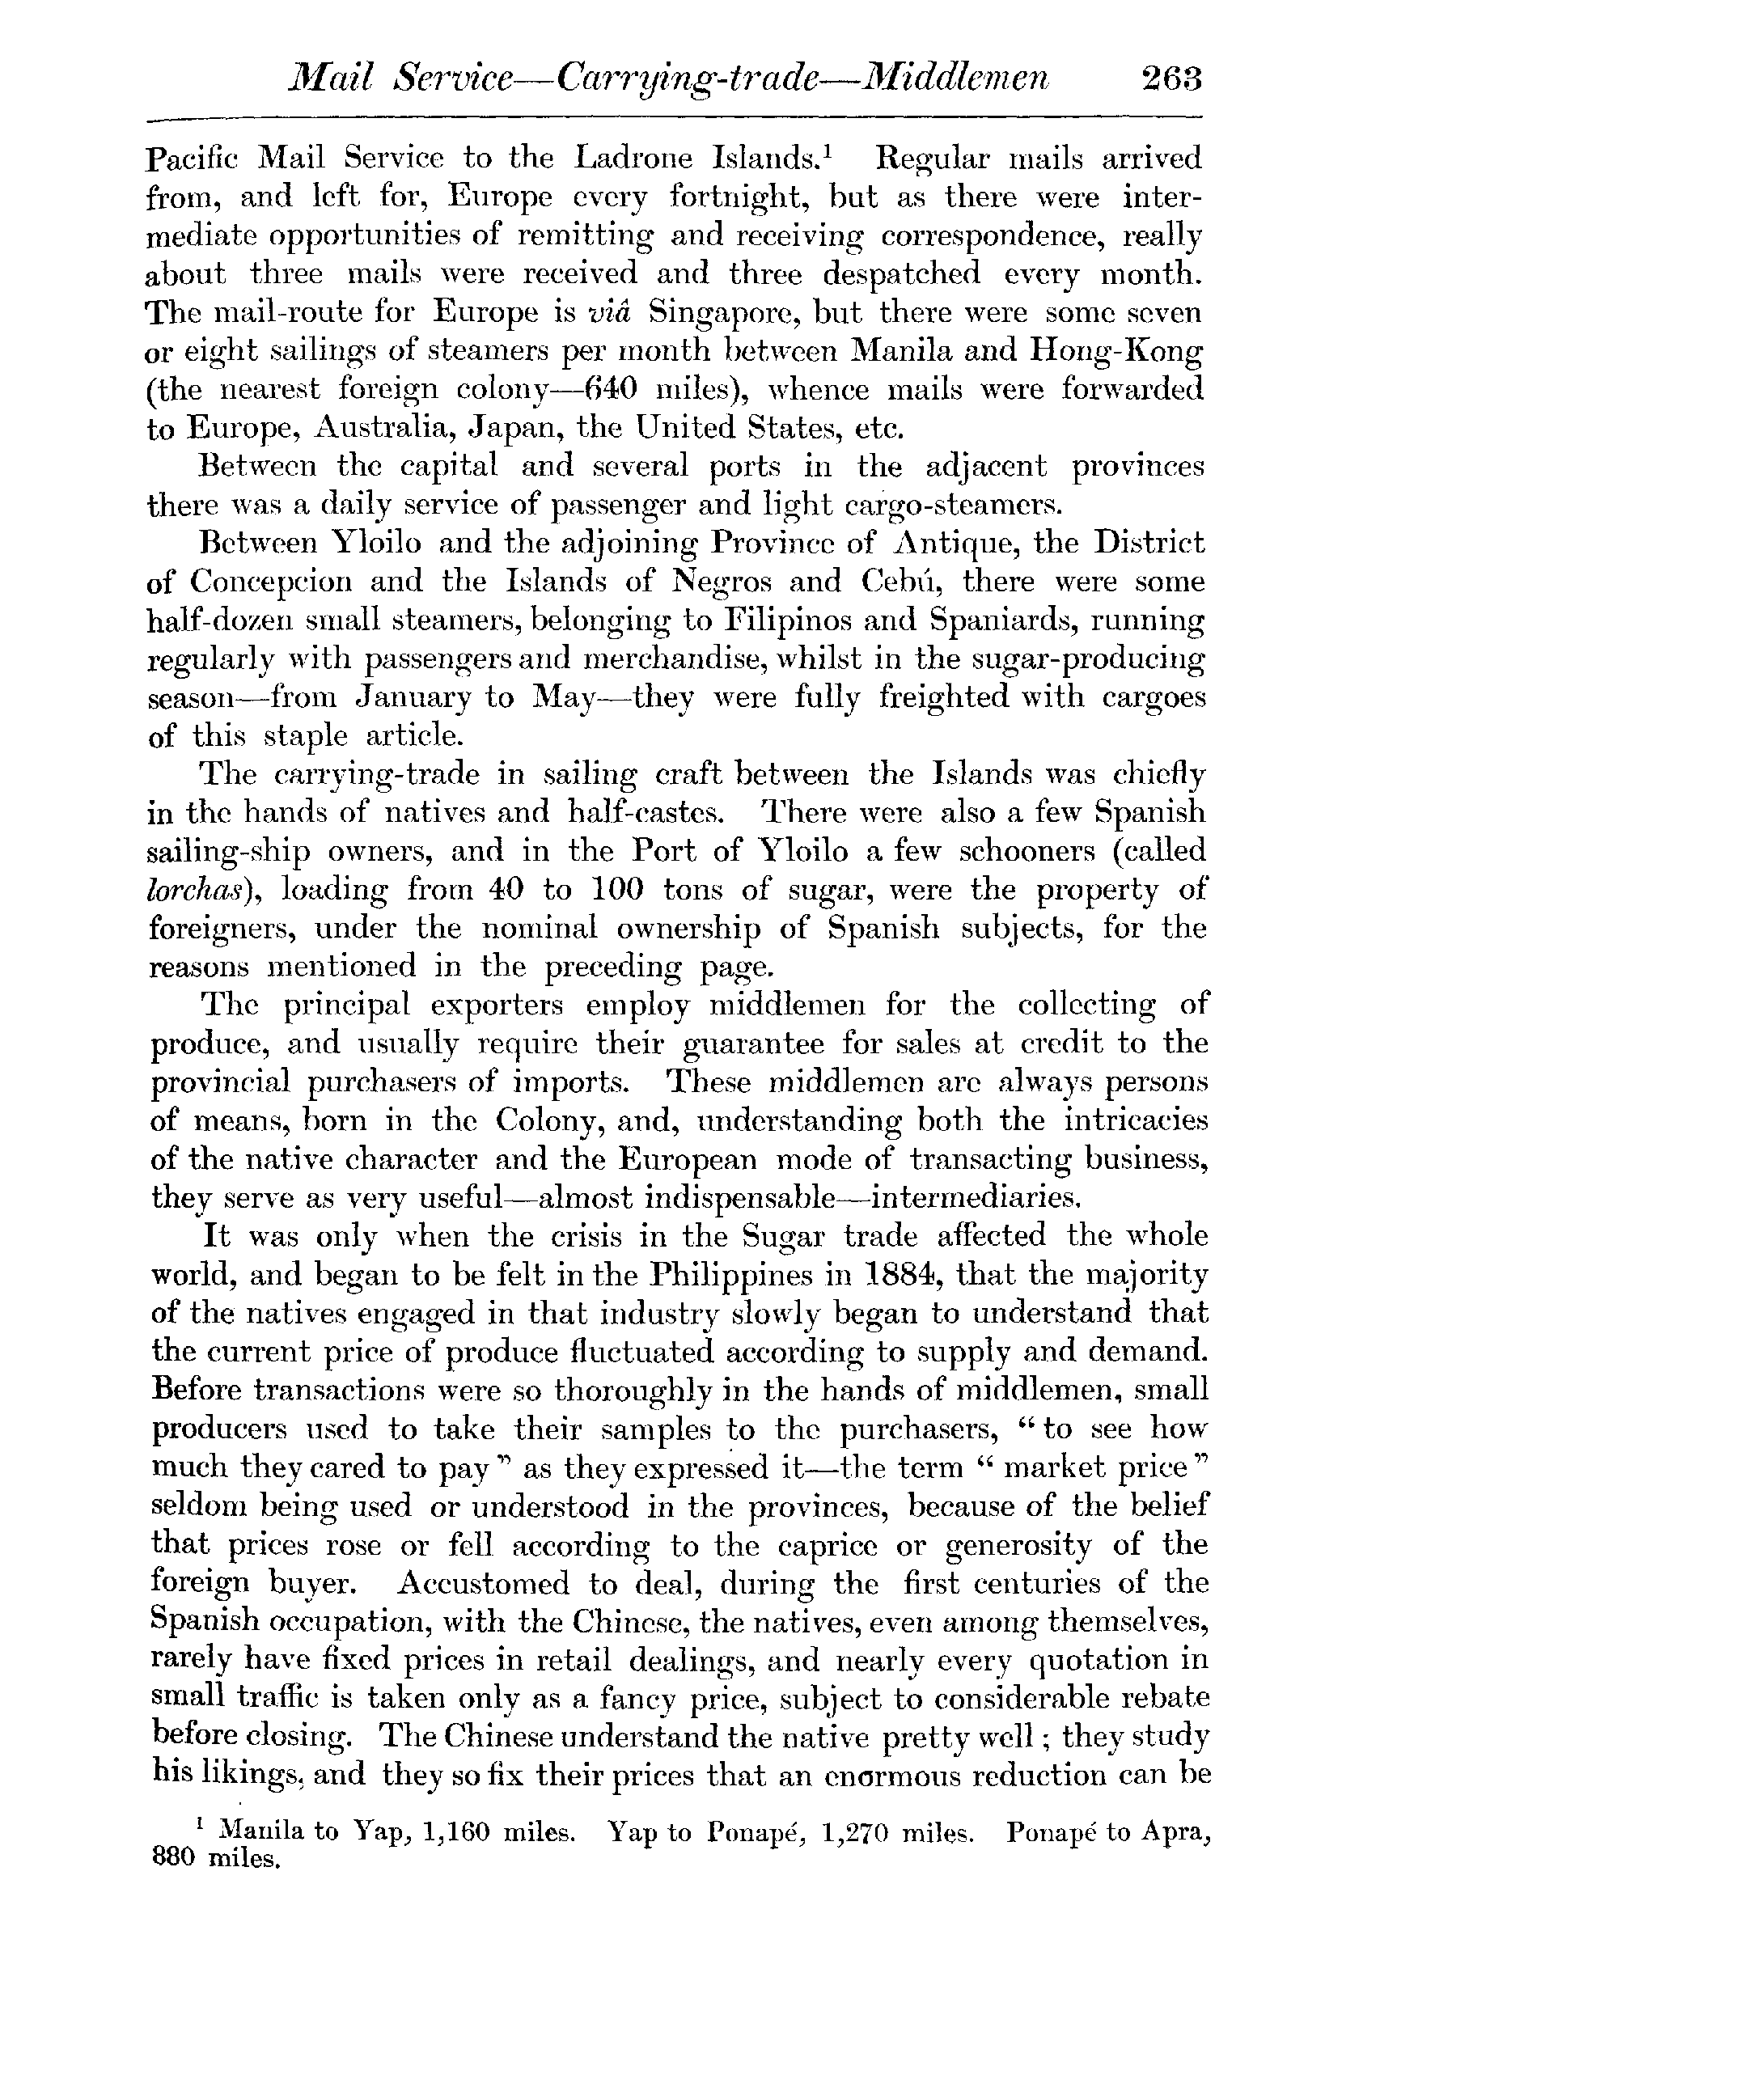 Mail Service—Carrying-trade—Middlemen 263
Pacific Mail Service to the Ladrone Islands.¹ Regular mails arrived
from, and left for, Europe every fortnight, but as there were inter-
mediate opportunities of remitting and receiving correspondence, really
about three mails were received and three despatched every month.
The mail-route for Europe is viâ Singapore, but there were some seven
or eight sailings of steamers per month between Manila and Hong-Kong
(the nearest foreign colony—640 miles), whence mails were forwarded
to Europe, Australia, Japan, the United States, etc.
Between the capital and several ports in the adjacent provinces
there was a daily service of passenger and light cargo-steamers.
Between Yloilo and the adjoining Province of Antique, the District
of Concepcion and the Islands of Negros and Cebú, there were some
half-dozen small steamers, belonging to Filipinos and Spaniards, running
regularly with passengers and merchandise, whilst in the sugar-producing
season—from January to May—they were fully freighted with cargoes
of this staple article.
The carrying-trade in sailing craft between the Islands was chiefly
in the hands of natives and half-castes. There were also a few Spanish
sailing-ship owners, and in the Port of Yloilo a few schooners (called
lorchas), loading from 40 to 100 tons of sugar, were the property of
foreigners, under the nominal ownership of Spanish subjects, for the
reasons mentioned in the preceding page.
The principal exporters employ middlemen for the collecting of
produce, and usually require their guarantee for sales at credit to the
provincial purchasers of imports. These middlemen are always persons
of means, born in the Colony, and, understanding both the intricacies
of the native character and the European mode of transacting business,
they serve as very useful—almost indispensable—intermediaries.
It was only when the crisis in the Sugar trade affected the whole
world, and began to be felt in the Philippines in 1884, that the majority
of the natives engaged in that industry slowly began to understand that
the current price of produce fluctuated according to supply and demand.
Before transactions were so thoroughly in the hands of middlemen, small
producers used to take their samples to the purchasers, “to see how
much they cared to pay” as they expressed it—the term “market price”
seldom being used or understood in the provinces, because of the belief
that prices rose or fell according to the caprice or generosity of the
foreign buyer. Accustomed to deal, during the first centuries of the
Spanish occupation, with the Chinese, the natives, even among themselves,
rarely have fixed prices in retail dealings, and nearly every quotation in
small traffic is taken only as a fancy price, subject to considerable rebate
before closing. The Chinese understand the native pretty well; they study
his likings, and they so fix their prices that an enormous reduction can be
¹ Manila to Yap, 1,160 miles. Yap to Ponapé, 1,270 miles. Ponapé to Apra,
880 miles.